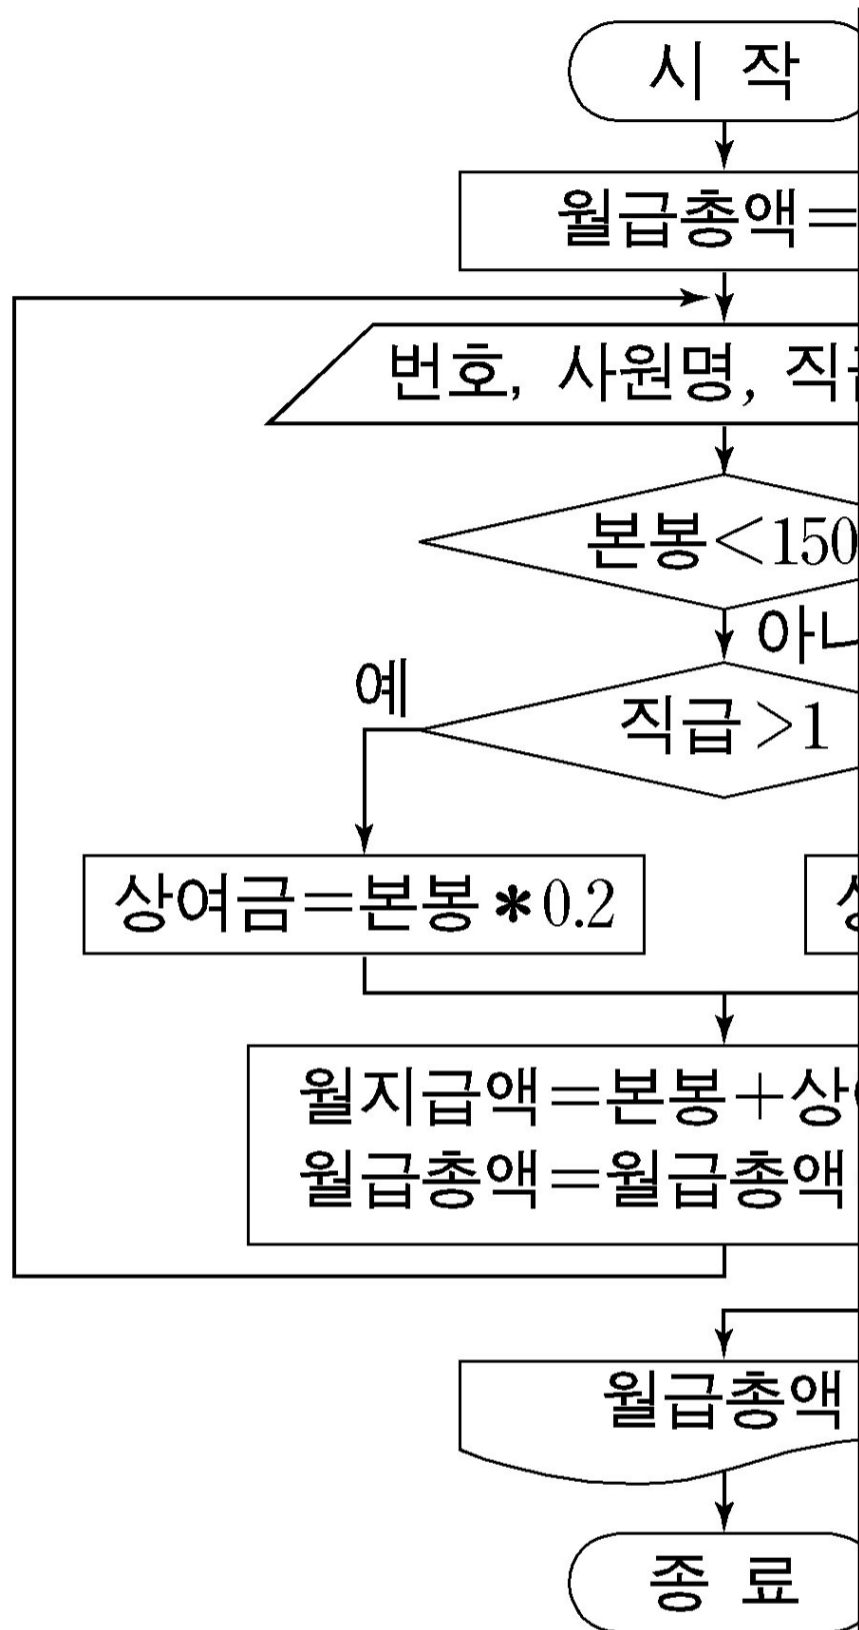 시 작
월급총액=
번호, 사원명, 직
본봉<150
아니
예
직급>1
상여금=본봉*0.2
월지급액=본봉+상
월급총액=월급총액
월급총액
종 료